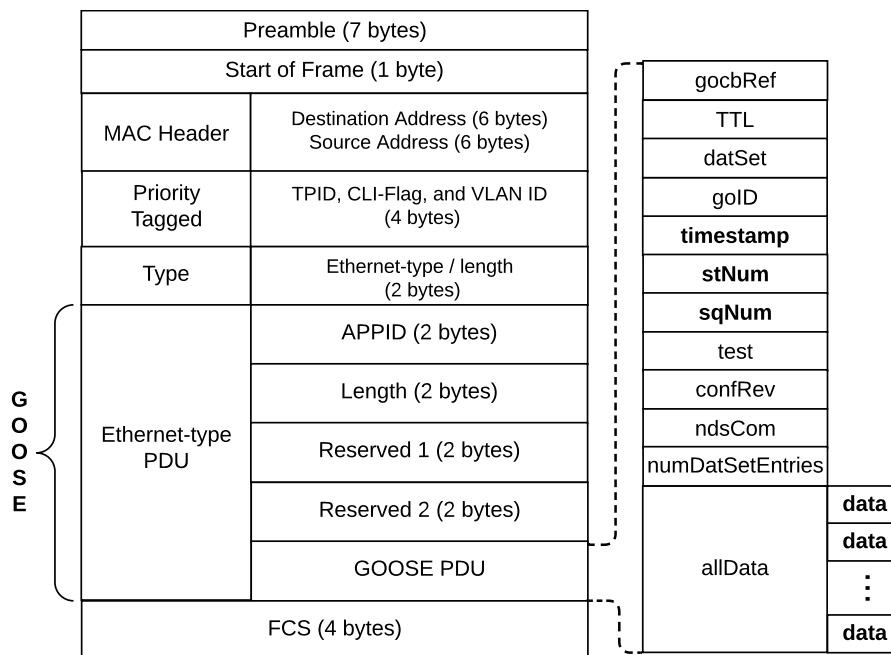 Preamble (7 bytes)
Start of Frame (1 byte)
MAC Header
Destination Address (6 bytes)
Source Address (6 bytes)
Priority
Tagged
TPID, CLI-Flag, and VLAN ID
(4 bytes)
Type
Ethernet-type / length
(2 bytes)
G
O
O
S
E
Ethernet-type
PDU
APPID (2 bytes)
Length (2 bytes)
Reserved 1 (2 bytes)
Reserved 2 (2 bytes)
GOOSE PDU
FCS (4 bytes)
gocbRef
TTL
datSet
goID
timestamp
stNum
sqNum
test
confRev
ndsCom
numDatSetEntries
allData
data
data
⋮
data